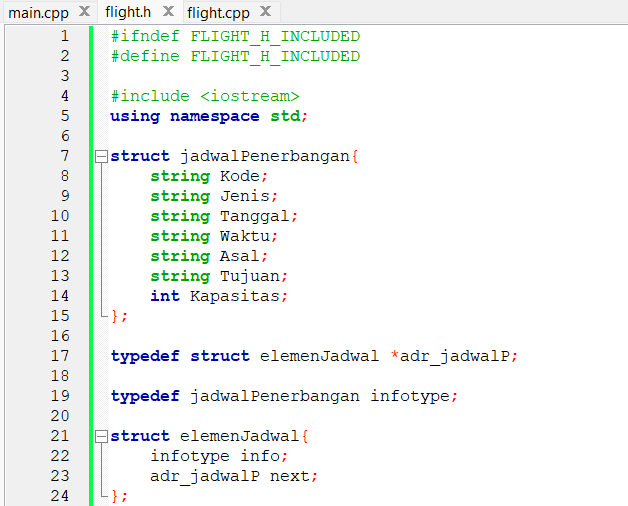 main.cpp X flight.h X flight.cpp X
1 #ifndef FLIGHT_H_INCLUDED
2 #define FLIGHT_H_INCLUDED
3
4 #include <iostream>
5 using namespace std;
6
7 struct jadwalPenerbangan{
8 string Kode;
9 string Jenis;
10 string Tanggal;
11 string Waktu;
12 string Asal;
13 string Tujuan;
14 int Kapasitas;
15 };
16
17 typedef struct elemenJadwal *adr_jadwalP;
18
19 typedef jadwalPenerbangan infotype;
20
21 struct elemenJadwal{
22 infotype info;
23 adr_jadwalP next;
24 };